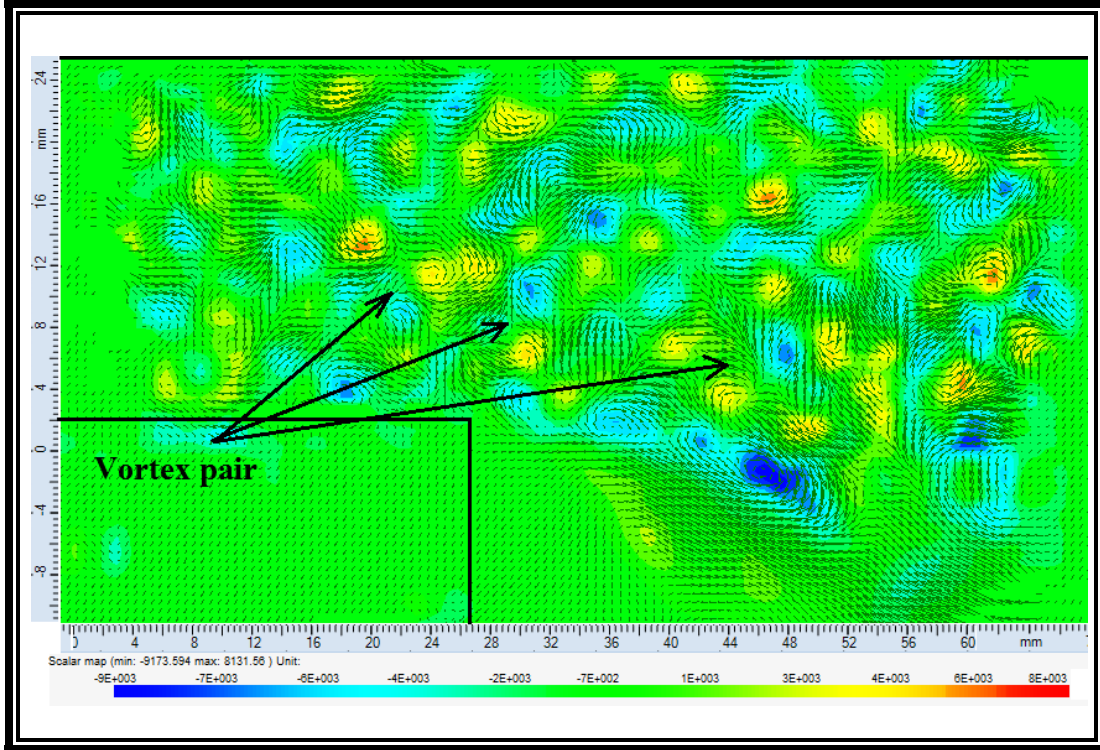 24
mm
16
12
8
4
0
-4
-8
Vortex pair
0 4 8 12 16 20 24 28 32 36 40 44 48 52 56 60 mm
Scalar map (min: -9173.594 max: 8131.56 ) Unit:
-9E+003 -7E+003 -6E+003 -4E+003 -2E+003 -7E+002 1E+003 3E+003 4E+003 6E+003 8E+003